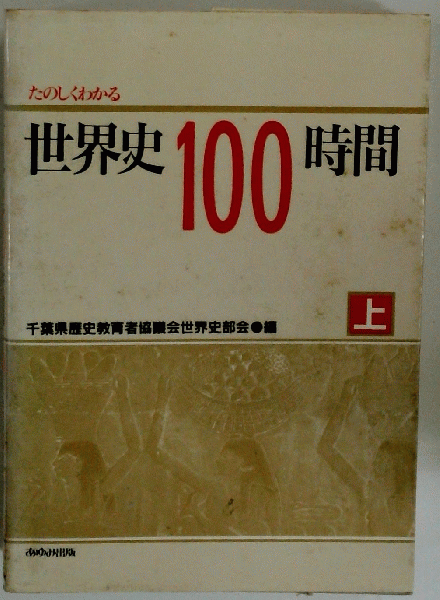 たのしくわかる
世界史100時間
上
千葉県歴史教育者協議会世界史部会●編
あゆみ出版